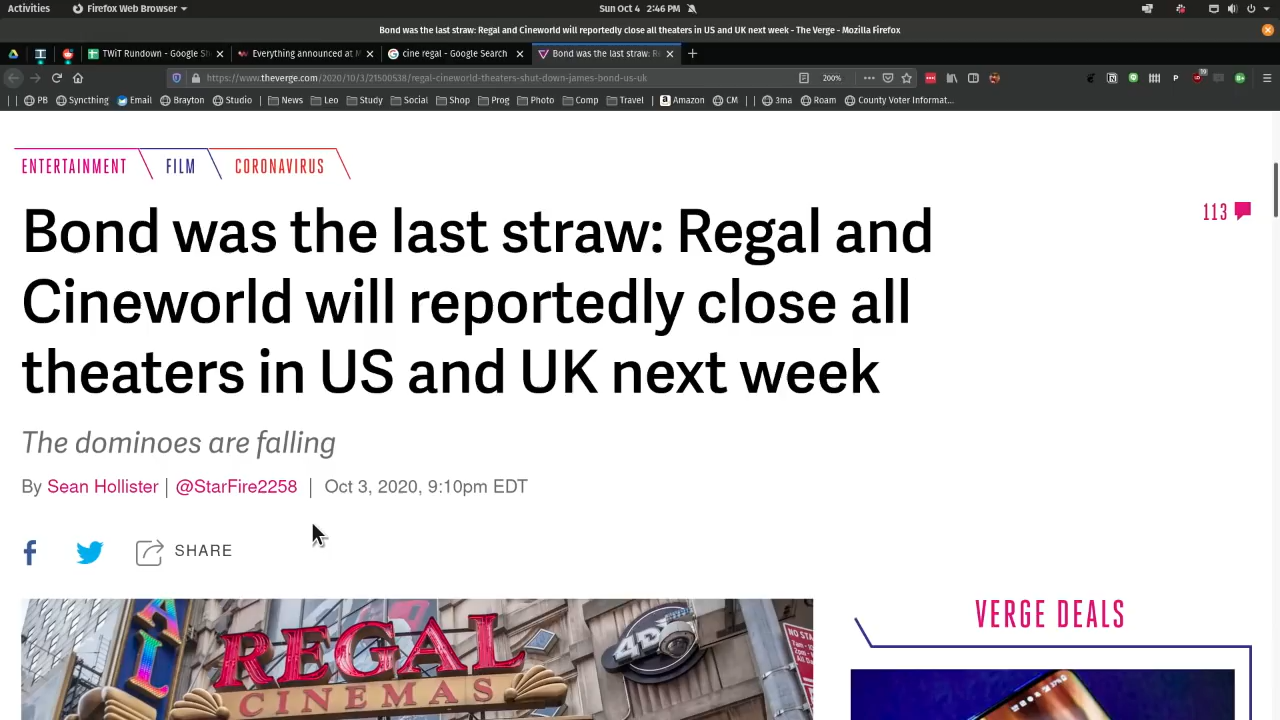 Activities Firefox Web Browser Sun Oct 4 2:46 PM
Bond was the last straw: Regal and Cineworld will reportedly close all theaters in US and UK next week - The Verge - Mozilla Firefox
TWiT Rundown - Google Sh Everything announced at M cine regal - Google Search Bond was the last straw: Re
https://www.theverge.com/2020/10/3/21500538/regal-cineworld-theaters-shut-down-james-bond-us-uk 200%
PB Syncthing Email Brayton Studio News Leo Study Social Shop Prog Photo Comp Travel Amazon CM 3ma Roam County Voter Informat...
ENTERTAINMENT FILM CORONAVIRUS
Bond was the last straw: Regal and
113
Cineworld will reportedly close all
theaters in US and UK next week
The dominoes are falling
By Sean Hollister | @StarFire2258 | Oct 3, 2020, 9:10pm EDT
SHARE
VERGE DEALS
REGAL
CINEMAS
4DX